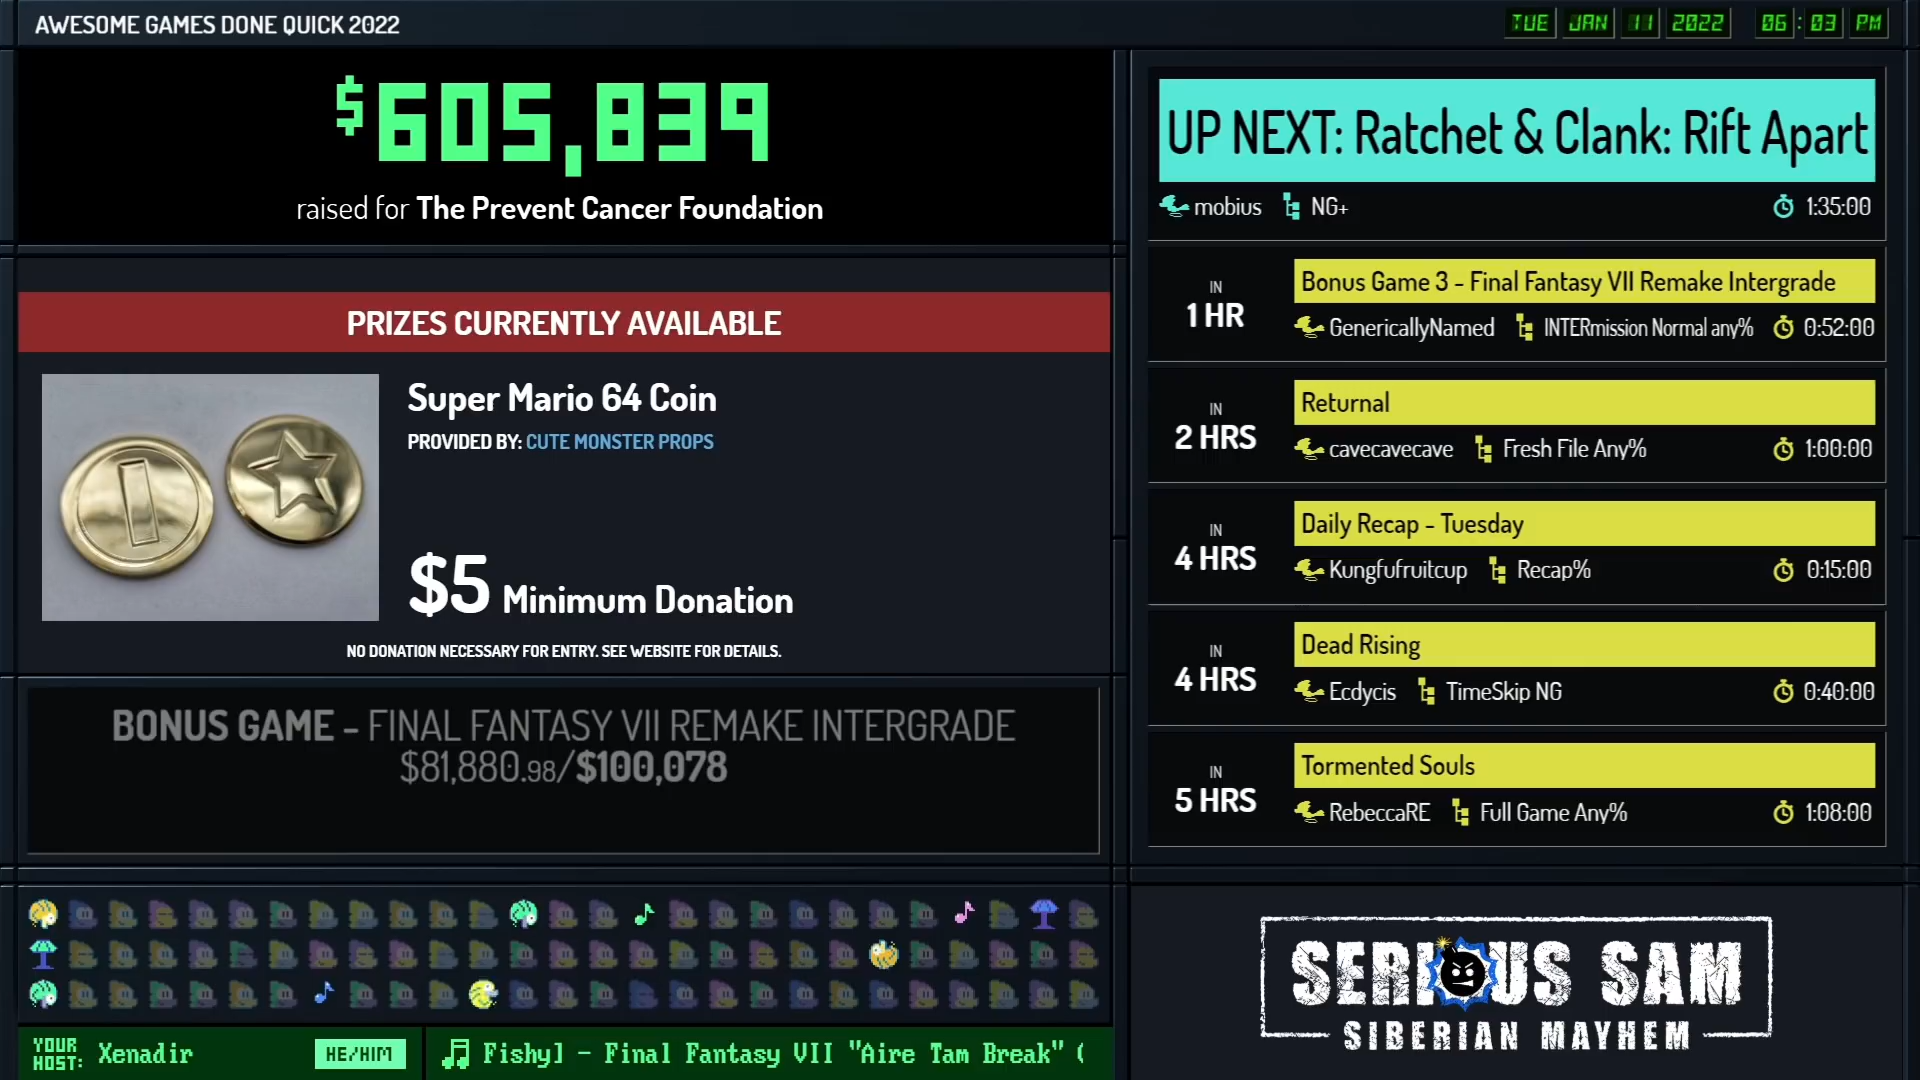 AWESOME GAMES DONE QUICK 2022
TUE JAN 11 2022 06:03 PM
$605,839
raised for The Prevent Cancer Foundation
PRIZES CURRENTLY AVAILABLE
Super Mario 64 Coin
PROVIDED BY: CUTE MONSTER PROPS
$5 Minimum Donation
NO DONATION NECESSARY FOR ENTRY. SEE WEBSITE FOR DETAILS.
BONUS GAME - FINAL FANTASY VII REMAKE INTERGRADE
$81,880.98/$100,078
YOUR HOST: Xenadir HE/HIM
Fishy] - Final Fantasy VII "Aire Tam Break" (
UP NEXT: Ratchet & Clank: Rift Apart
mobius NG+ 1:35:00
IN 1 HR
Bonus Game 3 - Final Fantasy VII Remake Intergrade
GenericallyNamed INTERmission Normal any% 0:52:00
IN 2 HRS
Returnal
cavecavecave Fresh File Any% 1:00:00
IN 4 HRS
Daily Recap - Tuesday
Kungfufruitcup Recap% 0:15:00
IN 4 HRS
Dead Rising
Ecdycis TimeSkip NG 0:40:00
IN 5 HRS
Tormented Souls
RebeccaRE Full Game Any% 1:08:00
SERIOUS SAM
SIBERIAN MAYHEM